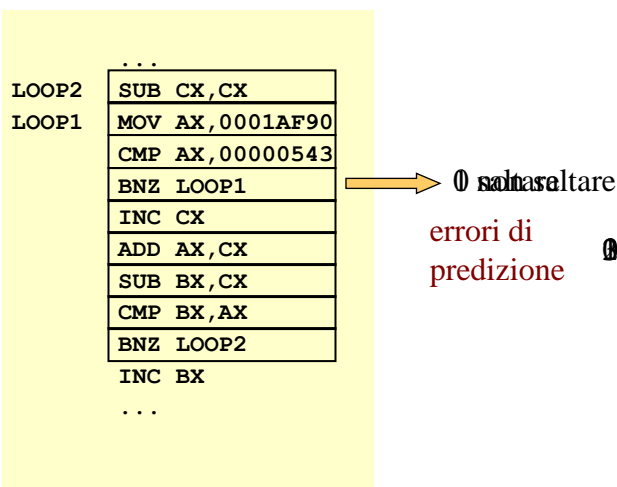 ...
LOOP2 SUB CX,CX
LOOP1 MOV AX,0001AF90
CMP AX,00000543
BNZ LOOP1
INC CX
ADD AX,CX
SUB BX,CX
CMP BX,AX
BNZ LOOP2
INC BX
...
saltare
errori di
predizione